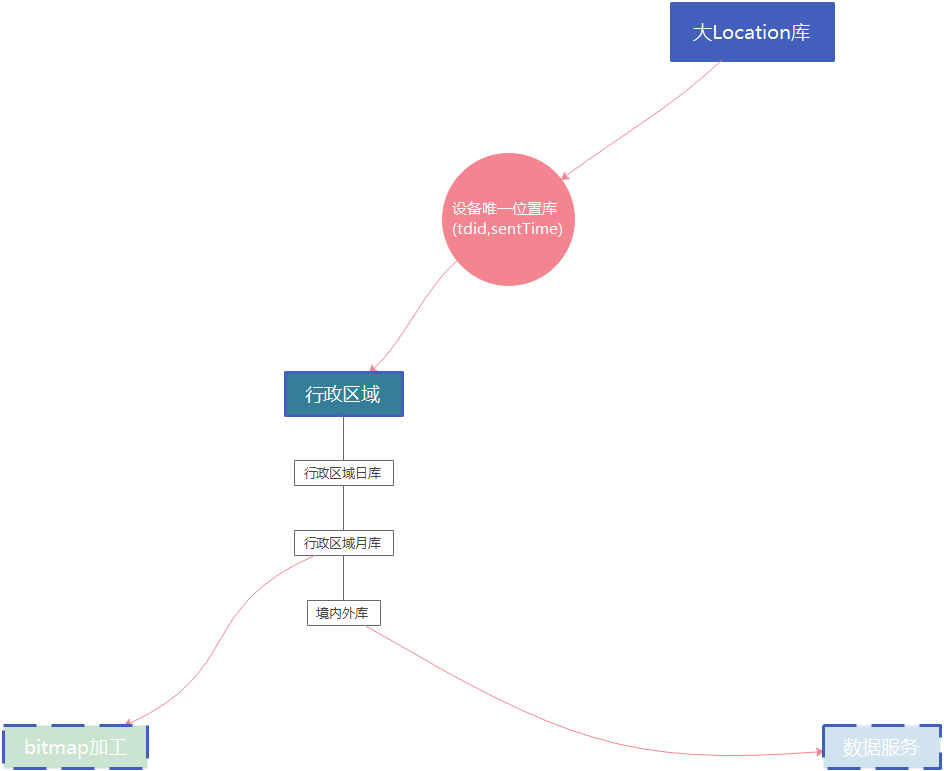 大Location库
设备唯一位置库
(tdid,sentTime)
行政区域
行政区域日库
行政区域月库
境内外库
bitmap加工
数据服务